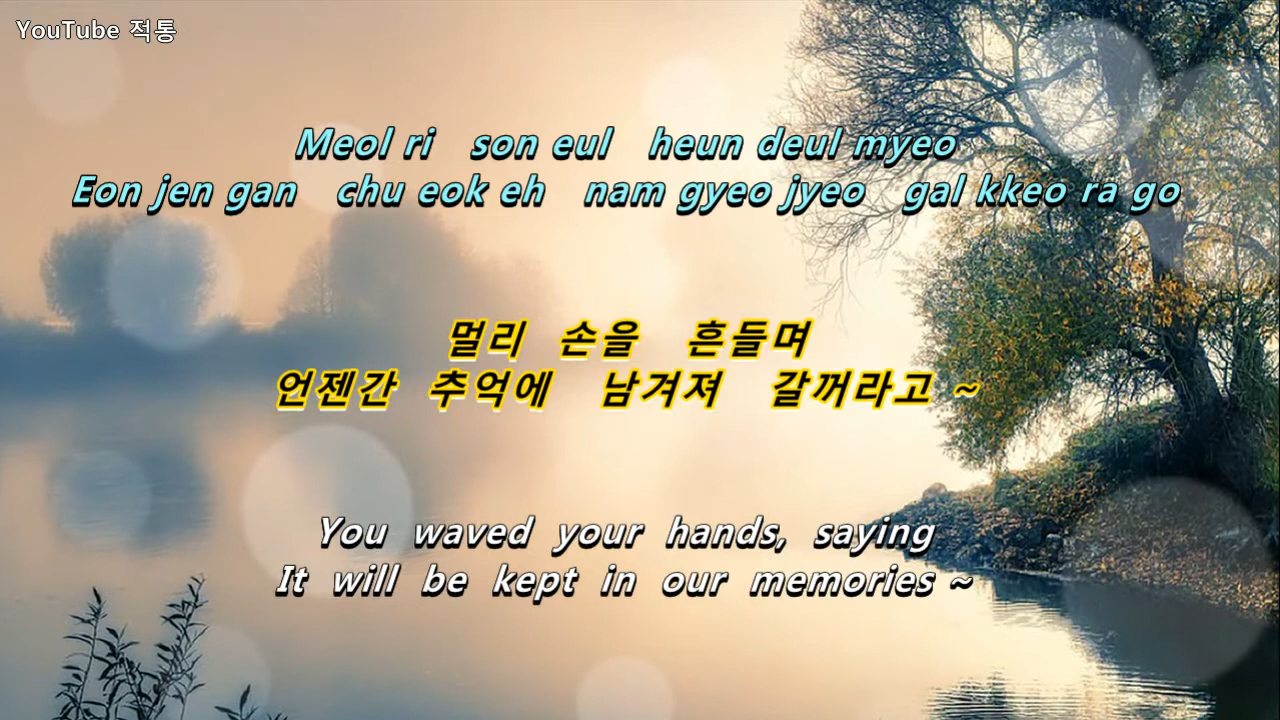 YouTube 적통
Meol ri son eul heun deul myeo
Eon jen gan chu eok eh nam gyeo jyeo gal kkeo ra go
멀리 손을 흔들며
언젠간 추억에 남겨져 갈꺼라고 ~
You waved your hands, saying
It will be kept in our memories ~